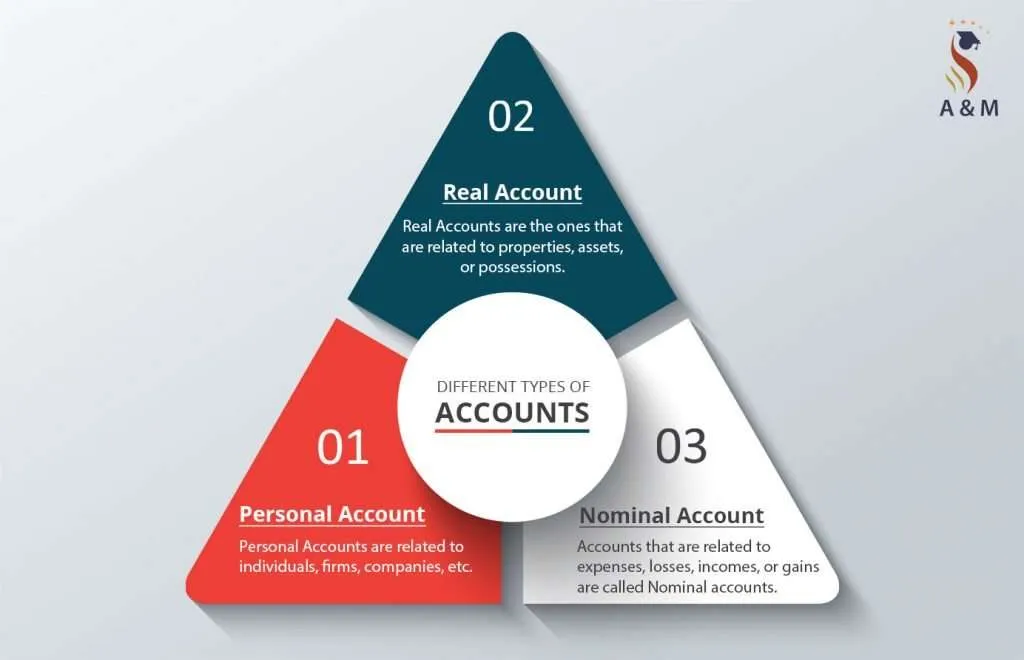 A & M
02
Real Account
Real Accounts are the ones that
are related to properties, assets,
or possessions.
DIFFERENT TYPES OF
ACCOUNTS
01
Personal Account
Personal Accounts are related to
individuals, firms, companies, etc.
03
Nominal Account
Accounts that are related to
expenses, losses, incomes, or gains
are called Nominal accounts.